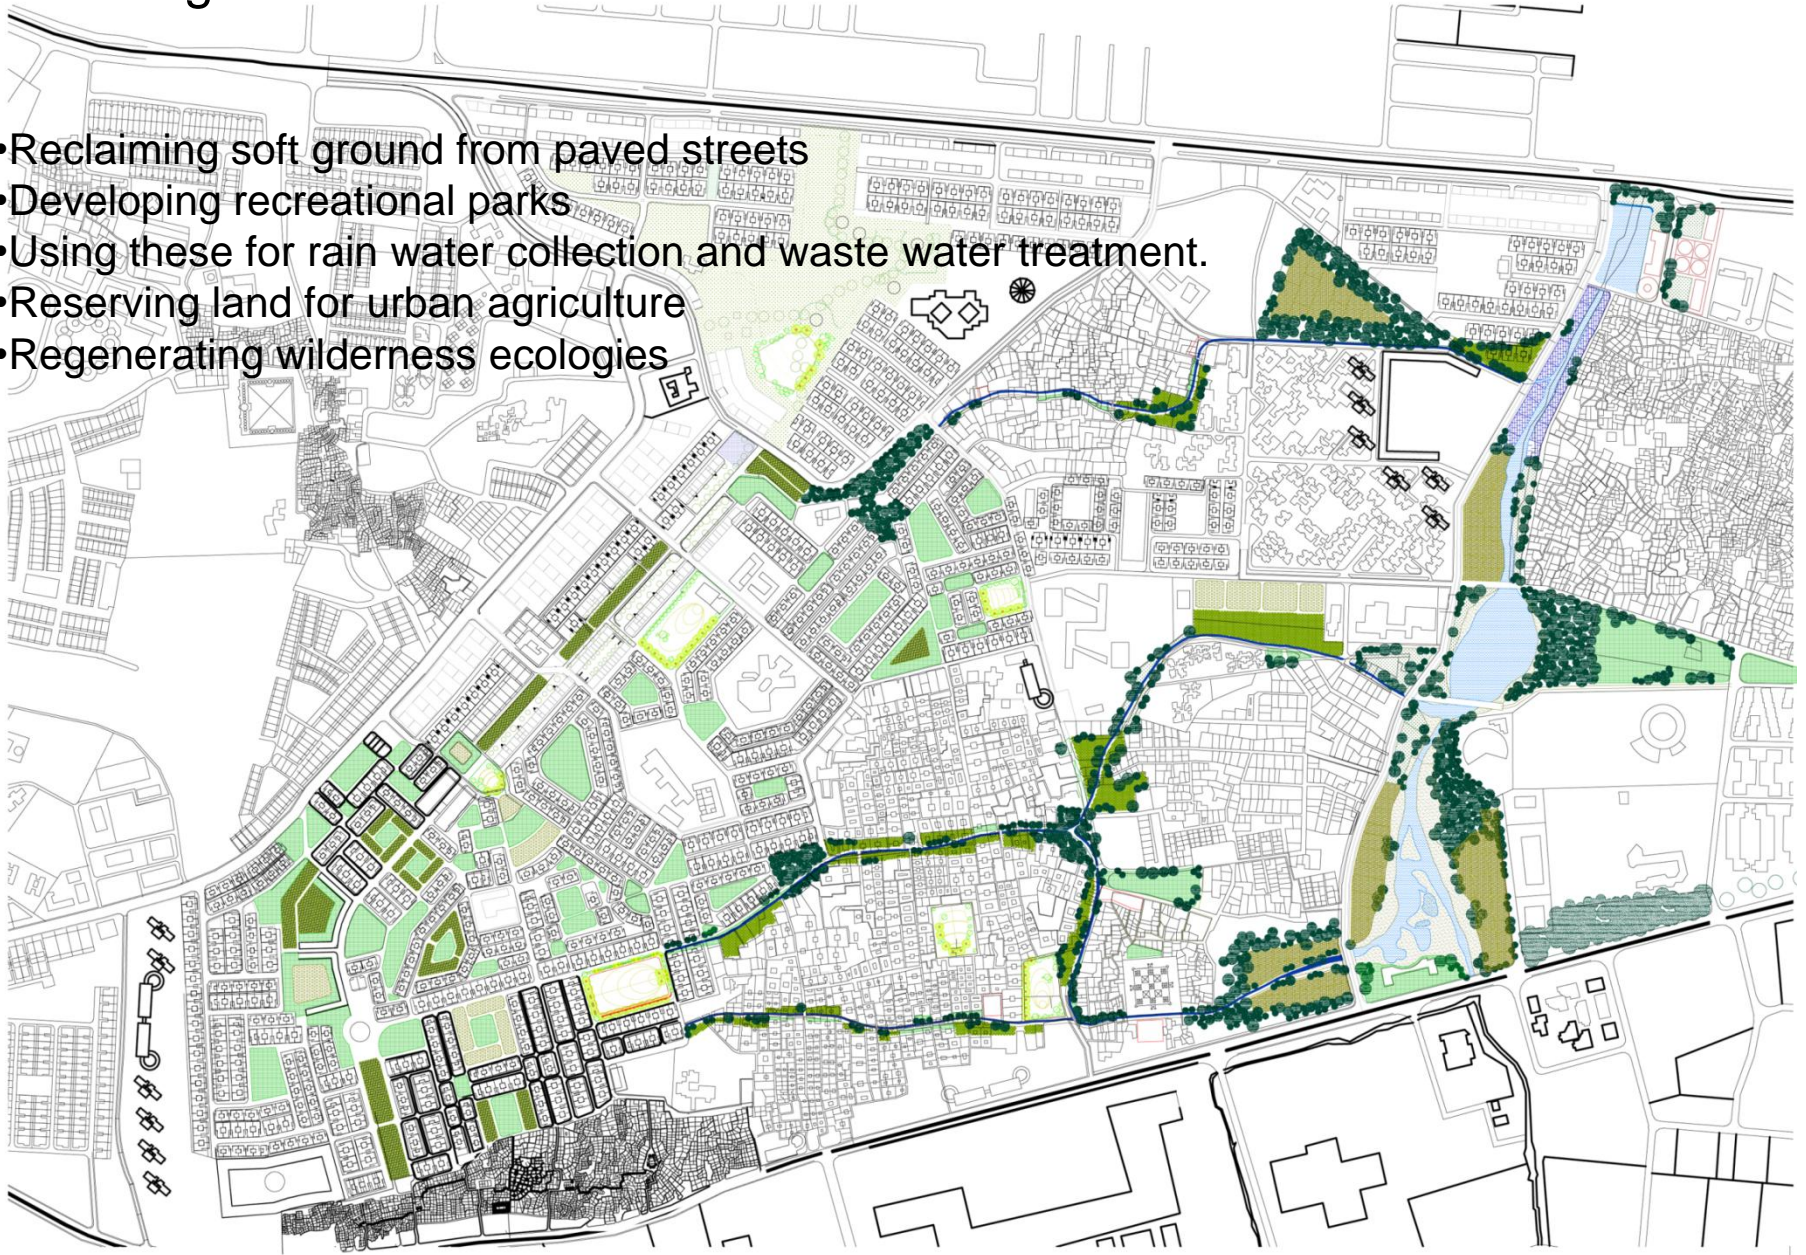 •Reclaiming soft ground from paved streets
•Developing recreational parks
•Using these for rain water collection and waste water treatment.
•Reserving land for urban agriculture
•Regenerating wilderness ecologies